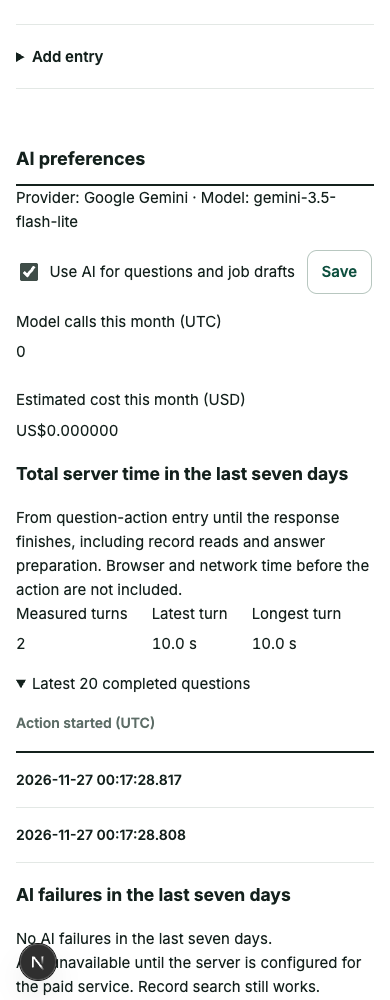 Add entry
AI preferences
Provider: Google Gemini · Model: gemini-3.5-
flash-lite
Use AI for questions and job drafts
Save
Model calls this month (UTC)
0
Estimated cost this month (USD)
US$0.000000
Total server time in the last seven days
From question-action entry until the response
finishes, including record reads and answer
preparation. Browser and network time before the
action are not included.
Measured turns Latest turn Longest turn
2 10.0 s 10.0 s
Latest 20 completed questions
Action started (UTC)
2026-11-27 00:17:28.817
2026-11-27 00:17:28.808
AI failures in the last seven days
No AI failures in the last seven days.
unavailable until the server is configured for
the paid service. Record search still works.